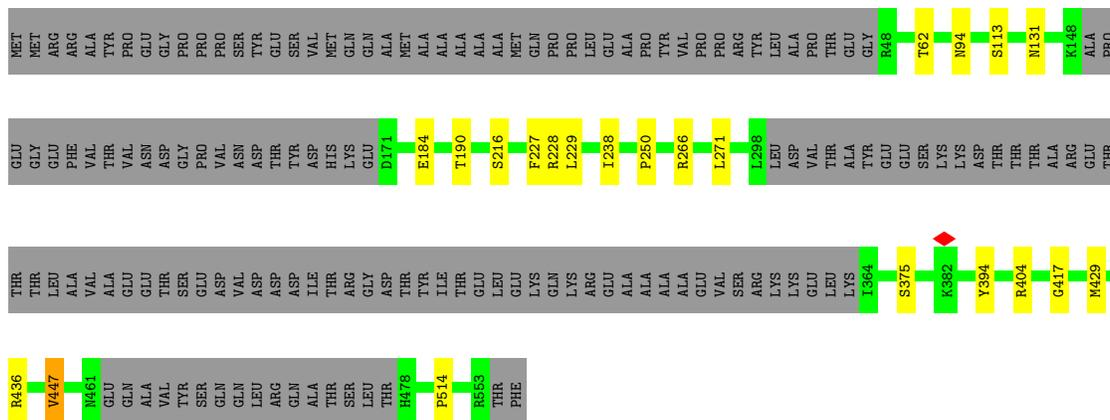 MET MET ARG ARG ALA TYR PRO GLU GLY PRO PRO PRO SER TYR GLU SER VAL MET GLN GLN ALA MET ALA ALA ALA ALA ALA MET GLN PRO PRO LEU GLU ALA PRO TYR VAL PRO PRO ARG TYR LEU ALA PRO THR GLU GLY R48 T62 N94 S113 N131 K148 ALA PRO
GLU GLY GLU PHE VAL THR VAL ASN ASP GLY PRO VAL ASN ASP THR TYR ASP HIS LYS GLU D171 E184 T190 S216 F227 R228 L229 I238 P250 R266 L271 L298 LEU ASP VAL THR ALA TYR GLU GLU SER LYS LYS ASP THR THR THR ALA ARG GLU THR
THR THR LEU ALA VAL ALA GLU GLU THR SER GLU ASP VAL ASP ASP ASP ILE THR ARG GLY ASP THR TYR ILE THR GLU LEU GLU LYS GLN LYS ARG GLU ALA ALA ALA ALA GLU VAL SER ARG LYS LYS GLU LEU LYS I364 S375 K382 Y394 R404 G417 M429
R436 V447 N461 GLU GLN ALA VAL TYR SER GLN GLN LEU ARG GLN ALA THR SER LEU THR H478 P514 R553 THR PHE